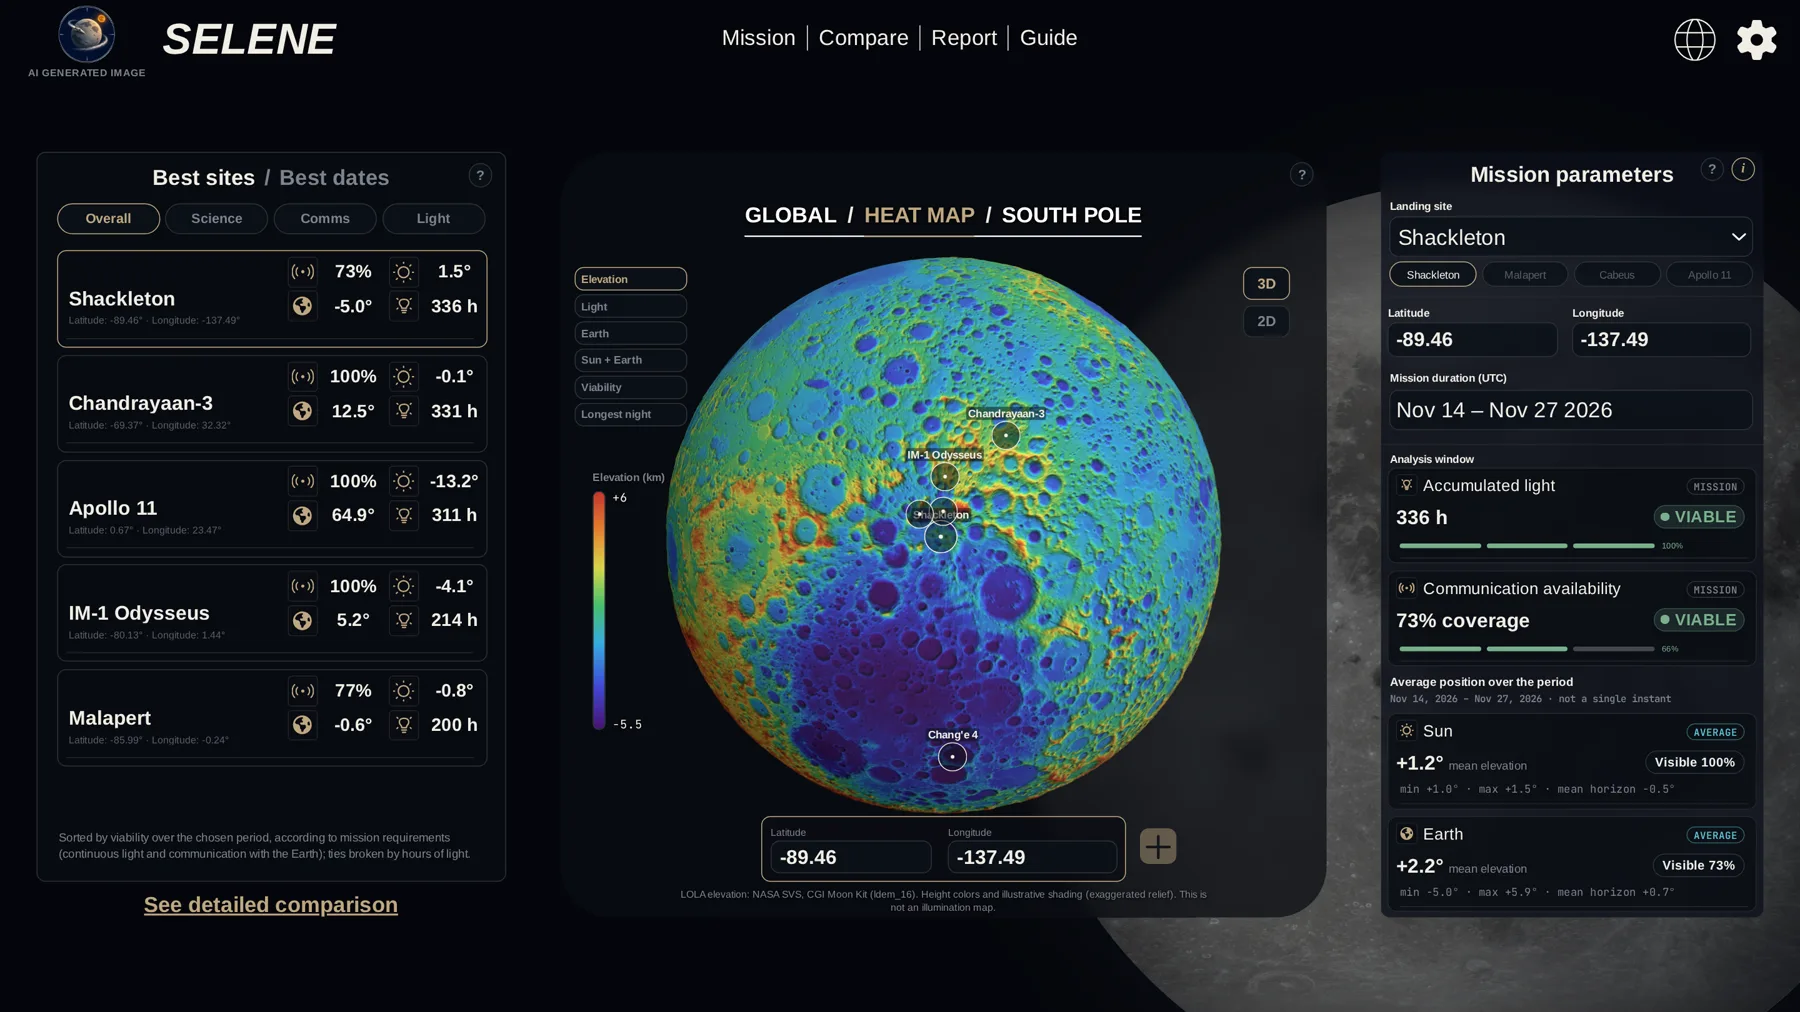 SELENE
AI GENERATED IMAGE
Mission | Compare | Report | Guide
Best sites / Best dates
?
Overall
Science
Comms
Light
Shackleton
Latitude: -89.46° · Longitude: -137.49°
73%
1.5°
-5.0°
336 h
Chandrayaan-3
Latitude: -69.37° · Longitude: 32.32°
100%
-0.1°
12.5°
331 h
Apollo 11
Latitude: 0.67° · Longitude: 23.47°
100%
-13.2°
64.9°
311 h
IM-1 Odysseus
Latitude: -80.13° · Longitude: 1.44°
100%
-4.1°
5.2°
214 h
Malapert
Latitude: -85.99° · Longitude: -0.24°
77%
-0.8°
-0.6°
200 h
Sorted by viability over the chosen period, according to mission requirements
(continuous light and communication with the Earth); ties broken by hours of light.
See detailed comparison
?
GLOBAL / HEAT MAP / SOUTH POLE
Elevation
Light
Earth
Sun + Earth
Viability
Longest night
3D
2D
Elevation (km)
+6
-5.5
Chandrayaan-3
IM-1 Odysseus
Shackleton
Chang'e 4
Latitude
-89.46
Longitude
-137.49
LOLA elevation: NASA SVS, CGI Moon Kit (ldem_16). Height colors and illustrative shading (exaggerated relief). This is
not an illumination map.
Mission parameters
?
i
Landing site
Shackleton
Shackleton
Malapert
Cabeus
Apollo 11
Latitude
Longitude
-89.46
-137.49
Mission duration (UTC)
Nov 14 – Nov 27 2026
Analysis window
Accumulated light
MISSION
336 h
VIABLE
100%
Communication availability
MISSION
73% coverage
VIABLE
66%
Average position over the period
Nov 14, 2026 – Nov 27, 2026 · not a single instant
Sun
AVERAGE
+1.2° mean elevation
Visible 100%
min +1.0° · max +1.5° · mean horizon -0.5°
Earth
AVERAGE
+2.2° mean elevation
Visible 73%
min -5.0° · max +5.9° · mean horizon +0.7°